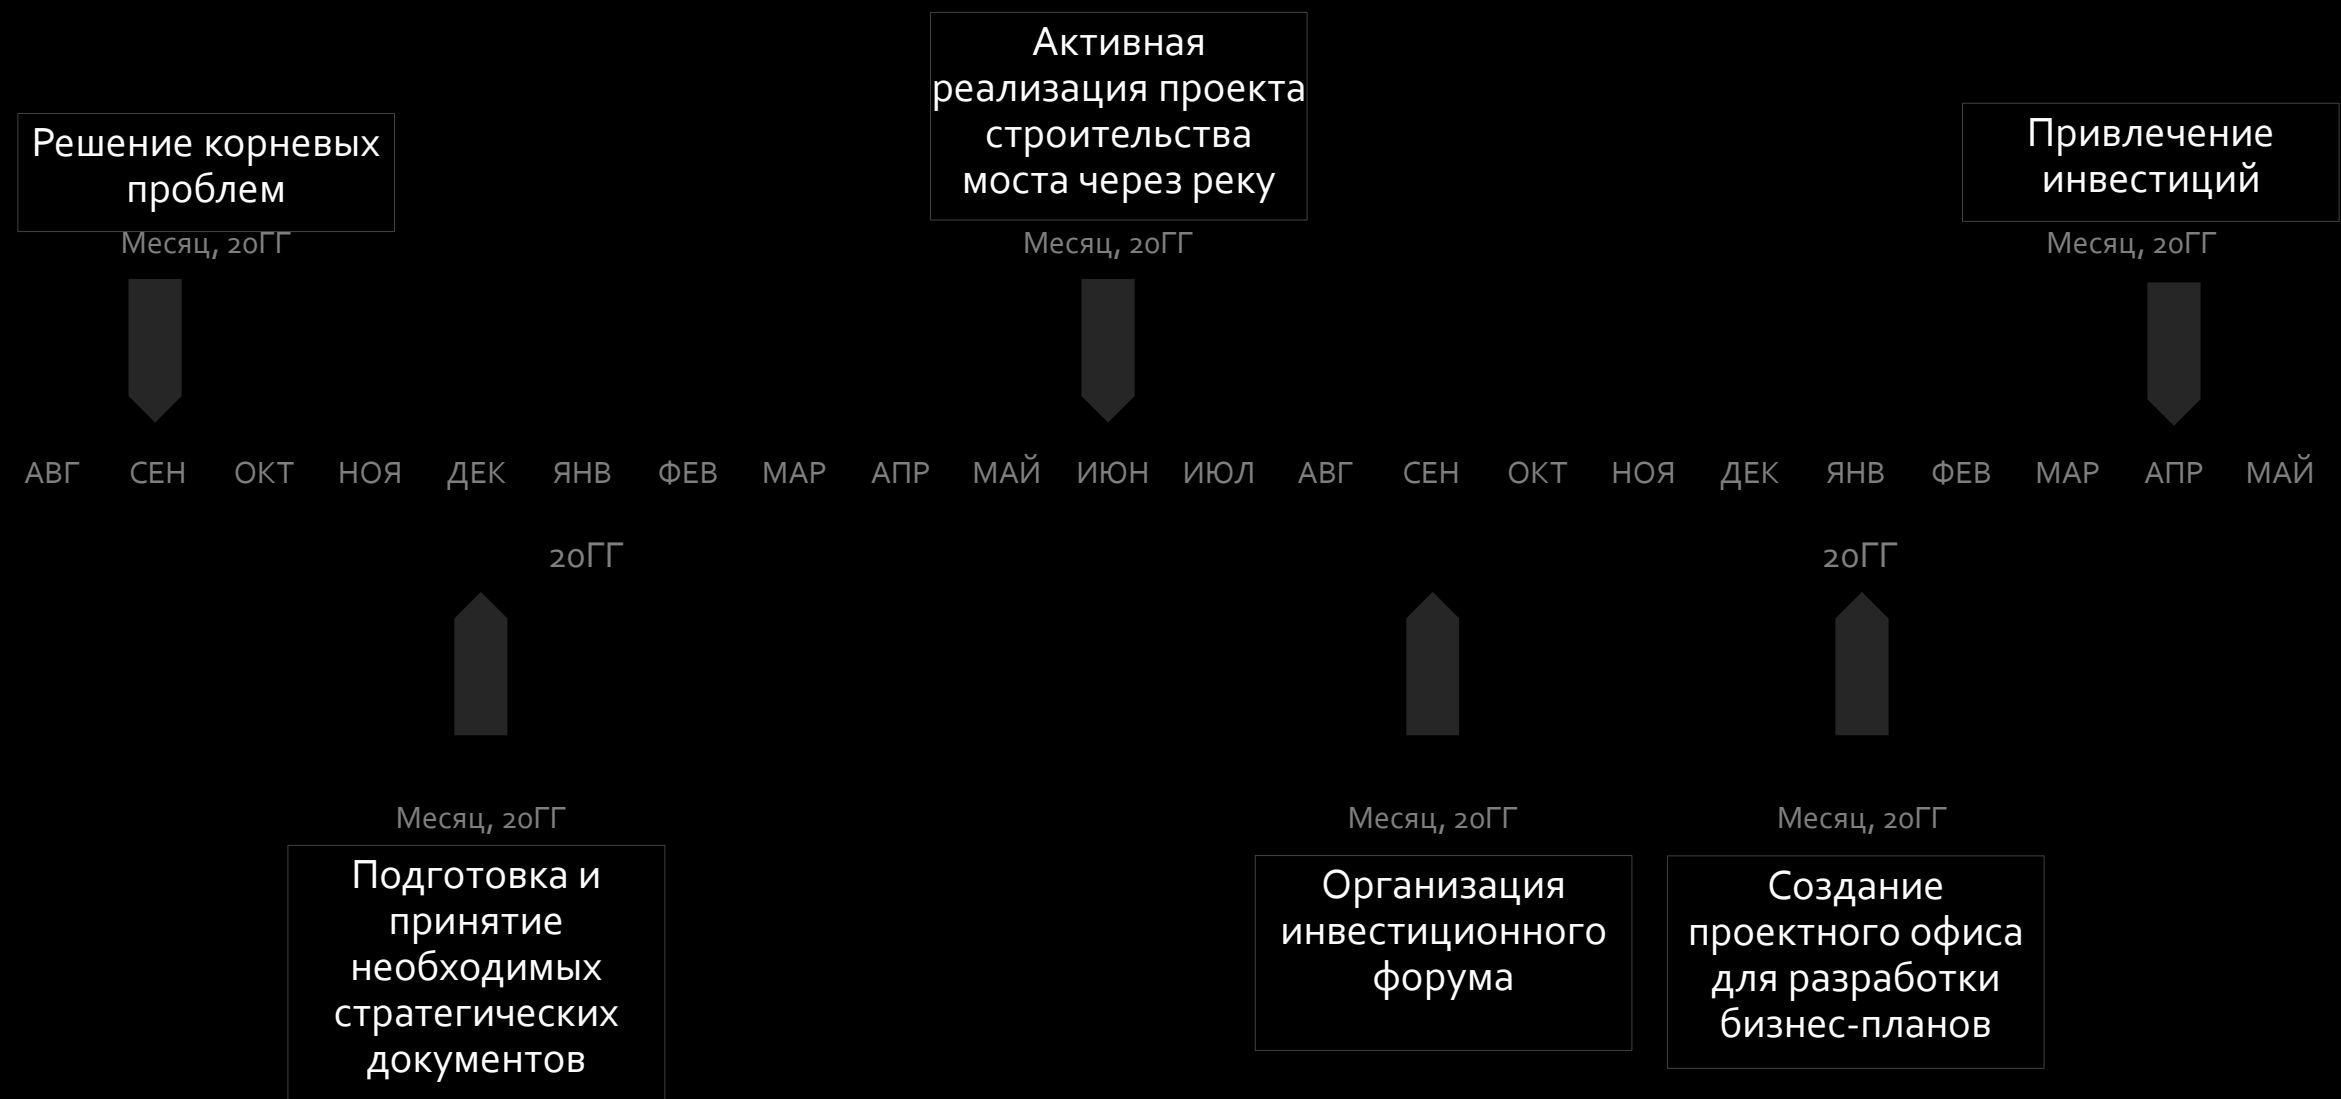 Решение корневых
проблем
Месяц, 20ГГ
Активная
реализация проекта
строительства
моста через реку
Месяц, 20ГГ
Привлечение
инвестиций
Месяц, 20ГГ
АВГ СЕН ОКТ НОЯ ДЕК ЯНВ ФЕВ МАР АПР МАЙ ИЮН ИЮЛ АВГ СЕН ОКТ НОЯ ДЕК ЯНВ ФЕВ МАР АПР МАЙ
20ГГ
20ГГ
Месяц, 20ГГ
Подготовка и
принятие
необходимых
стратегических
документов
Месяц, 20ГГ
Организация
инвестиционного
форума
Месяц, 20ГГ
Создание
проектного офиса
для разработки
бизнес-планов